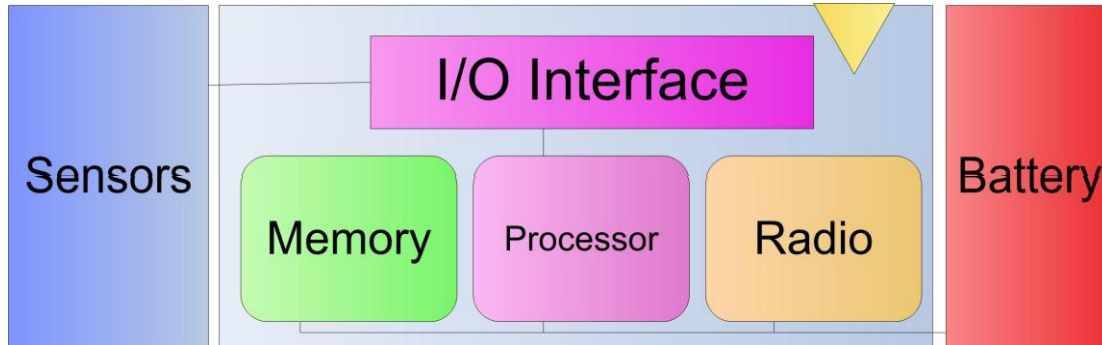 I/O Interface
Sensors
Battery
Memory
Processor
Radio